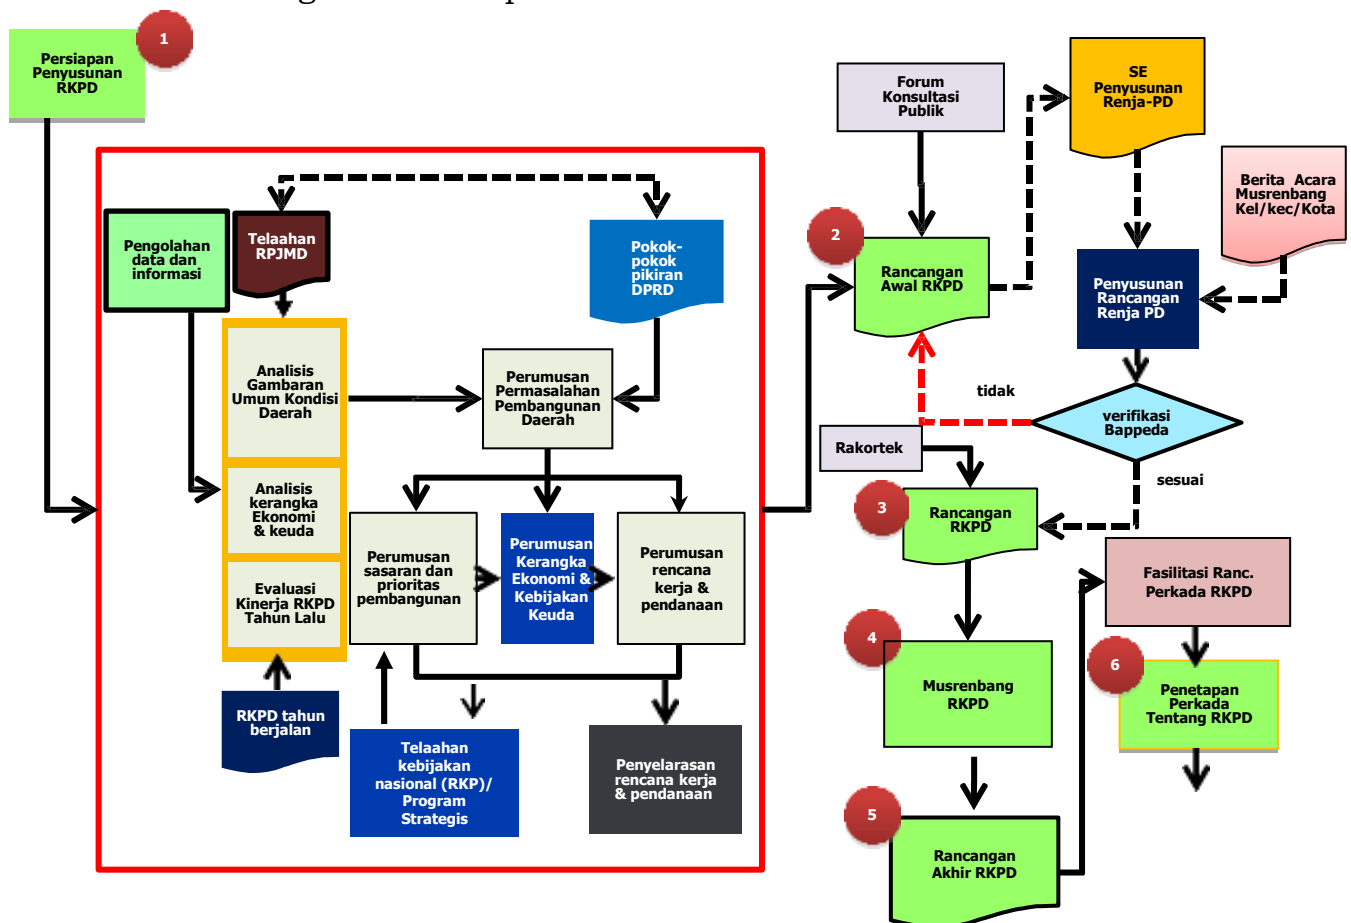 1
Persiapan
Penyusunan
RKPD
Forum
Konsultasi
Publik
SE
Penyusunan
Renja-PD
Berita Acara
Musrenbang
Kel/kec/Kota
Pengolahan
data dan
informasi
Telaahan
RPJMD
Pokok-
pokok
pikiran
DPRD
2
Rancangan
Awal RKPD
Penyusunan
Rancangan
Renja PD
Analisis
Gambaran
Umum Kondisi
Daerah
Perumusan
Permasalahan
Pembangunan
Daerah
tidak
verifikasi
Bappeda
sesuai
Rakortek
Analisis
kerangka
Ekonomi
& keuda
3
Rancangan
RKPD
Perumusan
sasaran dan
prioritas
pembangunan
Perumusan
Kerangka
Ekonomi &
Kebijakan
Keuda
Perumusan
rencana
kerja &
pendanaan
Fasilitasi Ranc.
Perkada RKPD
Evaluasi
Kinerja RKPD
Tahun Lalu
4
Musrenbang
RKPD
6
Penetapan
Perkada
Tentang RKPD
RKPD tahun
berjalan
Telaahan
kebijakan
nasional (RKP)/
Program
Strategis
Penyelarasan
rencana kerja
& pendanaan
5
Rancangan
Akhir RKPD